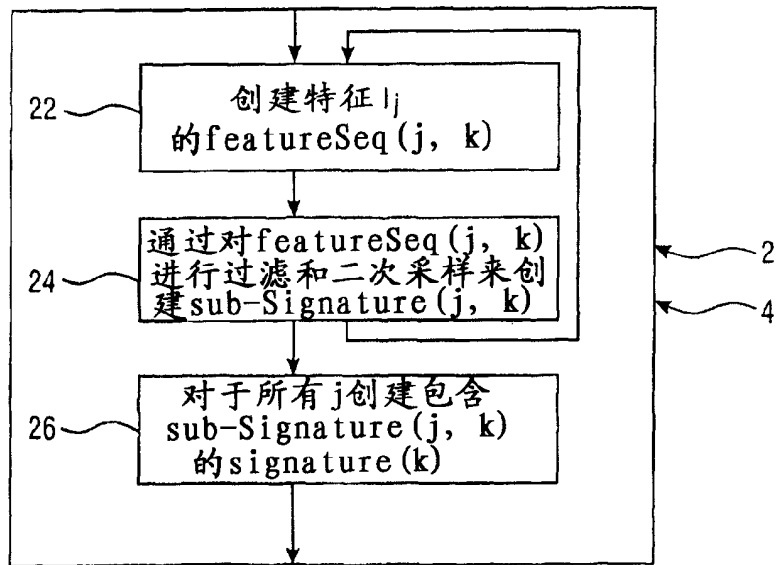 22
创建特征Ij
的featureSeq(j, k)
24
通过对featureSeq(j, k)
进行过滤和二次采样来创
建sub-Signature(j, k)
2
4
26
对于所有j创建包含
sub-Signature(j, k)
的signature(k)